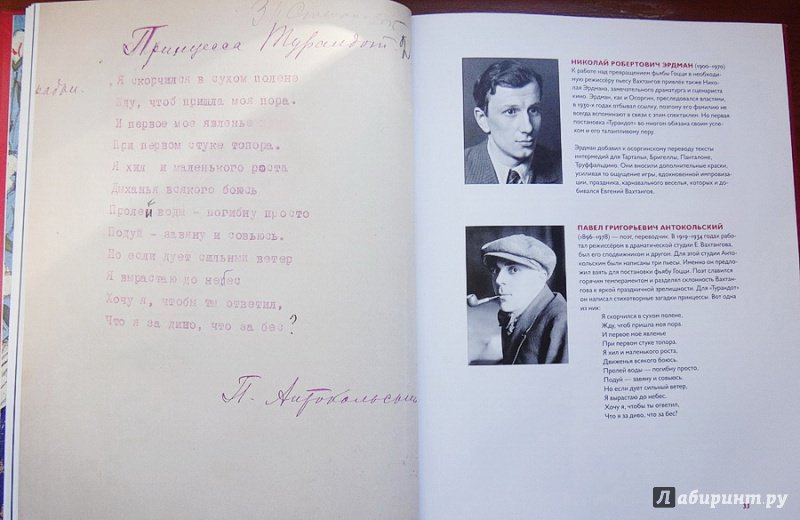 Принцесса Турандот
Я скорчился в сухом полене
Жду, чтоб пришла моя пора.
И первое мое явленье
При первом стуке топора.
Я хил и маленького роста
Дыханья всякого боюсь
Пролей воды - погибну просто
Подуй - завяну и совьюсь.
Но если дует сильный ветер
Я вырастаю до небес
Хочу я, чтобы ты ответил,
Что я за диво, что за бес?
П. Антокольский
НИКОЛАЙ РОБЕРТОВИЧ ЭРДМАН (1900–1970)
К работе над превращением фьябы Гоцци в необходи-
мую режиссёру пьесу Вахтангов привлёк также Нико-
лая Эрдмана, замечательного драматурга и сценариста
кино. Эрдман, как и Осоргин, преследовался властями,
в 1930-х годах отбывал ссылку, поэтому его фамилию не
всегда вспоминают в связи с этим спектаклем. Но первая
постановка «Турандот» во многом обязана своим успе-
хом и его талантливому перу.
Эрдман добавил к осоргинскому переводу тексты
интермедий для Тартальи, Бригеллы, Панталоне,
Труффальдино. Они вносили дополнительные краски,
усиливая то ощущение игры, вдохновенной импровиза-
ции, праздника, карнавального веселья, которых и до-
бивался Евгений Вахтангов.
ПАВЕЛ ГРИГОРЬЕВИЧ АНТОКОЛЬСКИЙ
(1896–1978) — поэт, переводчик. В 1919–1934 годах рабо-
тал режиссёром в драматической студии Е. Вахтангова,
был его сподвижником и другом. Для этой студии Анто-
кольским были написаны три пьесы. Именно он предло-
жил взять для постановки фьябу Гоцци. Поэт славился
горячим темпераментом и разделял склонность Вахтан-
гова к яркой праздничной зрелищности. Для «Турандот»
он написал стихотворные загадки принцессы. Вот одна
из них:
Я скорчился в сухом полене,
Жду, чтоб пришла моя пора.
И первое моё явленье
При первом стуке топора.
Я хил и маленького роста,
Движенья всякого боюсь.
Пролей воды — погибну просто,
Подуй — завяну и совьюсь.
Но если дует сильный ветер,
Я вырастаю до небес.
Хочу я, чтобы ты ответил,
Что я за диво, что за бес?
33
Лабиринт.ру